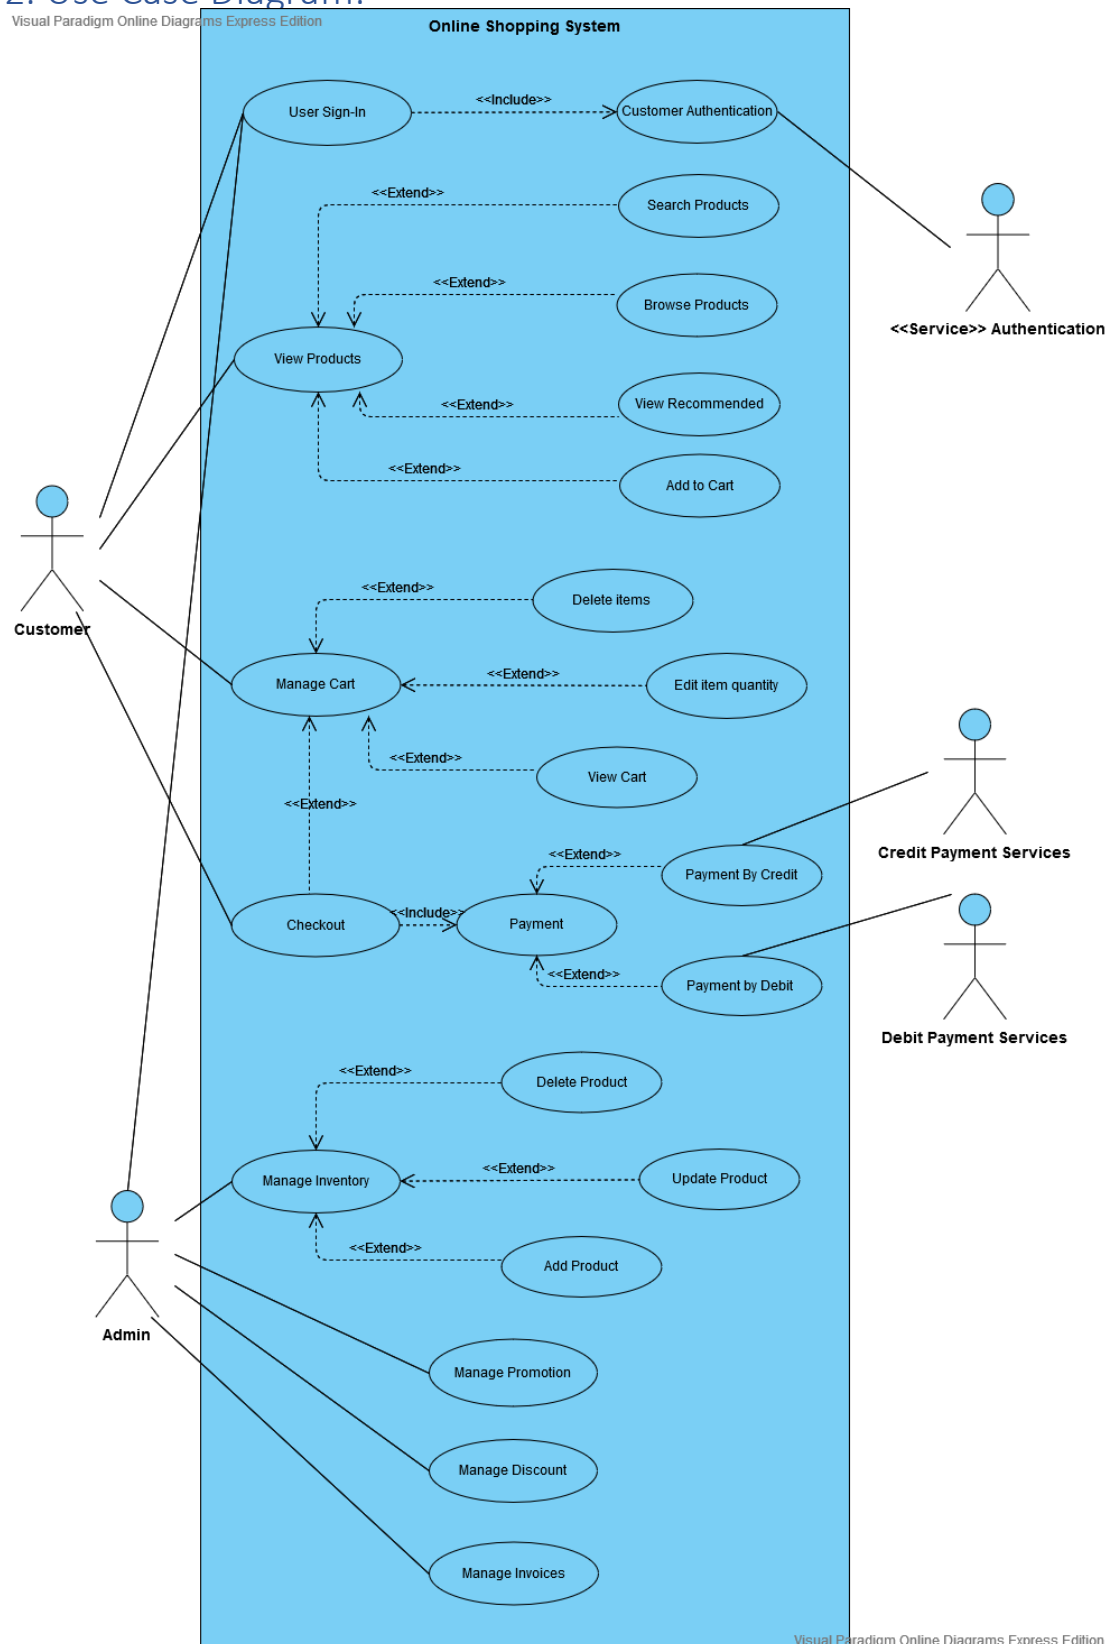 2. Use Case Diagram:
Visual Paradigm Online Diagrams Express Edition
Online Shopping System
User Sign-In
<<Include>>
Customer Authentication
<<Extend>>
Search Products
<<Extend>>
Browse Products
<<Service>> Authentication
View Products
<<Extend>>
View Recommended
<<Extend>>
Add to Cart
Customer
<<Extend>>
Delete items
Manage Cart
<<Extend>>
Edit item quantity
<<Extend>>
View Cart
<<Extend>>
Credit Payment Services
<<Extend>>
Payment By Credit
Checkout
<<Include>>
Payment
<<Extend>>
Payment by Debit
Debit Payment Services
<<Extend>>
Delete Product
Manage Inventory
<<Extend>>
Update Product
<<Extend>>
Add Product
Admin
Manage Promotion
Manage Discount
Manage Invoices
Visual Paradigm Online Diagrams Express Edition